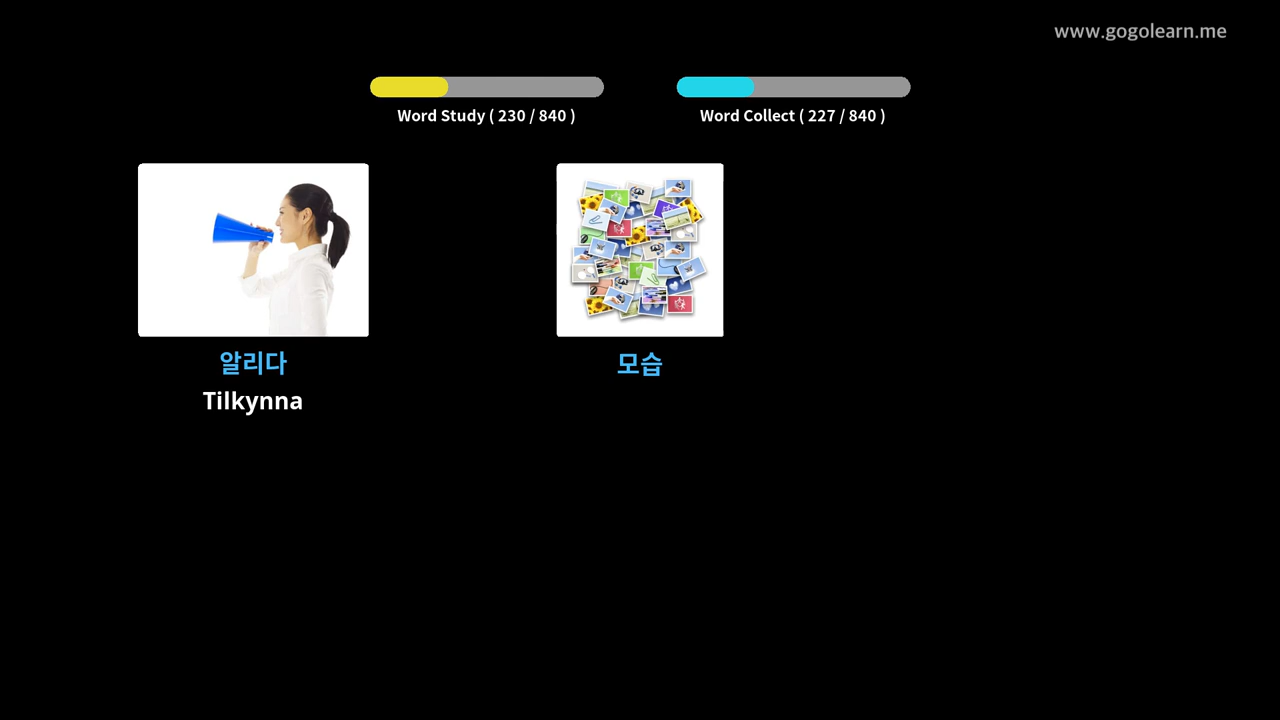 www.gogolearn.me
Word Study ( 230 / 840 )
Word Collect ( 227 / 840 )
알리다
Tilkynna
모습